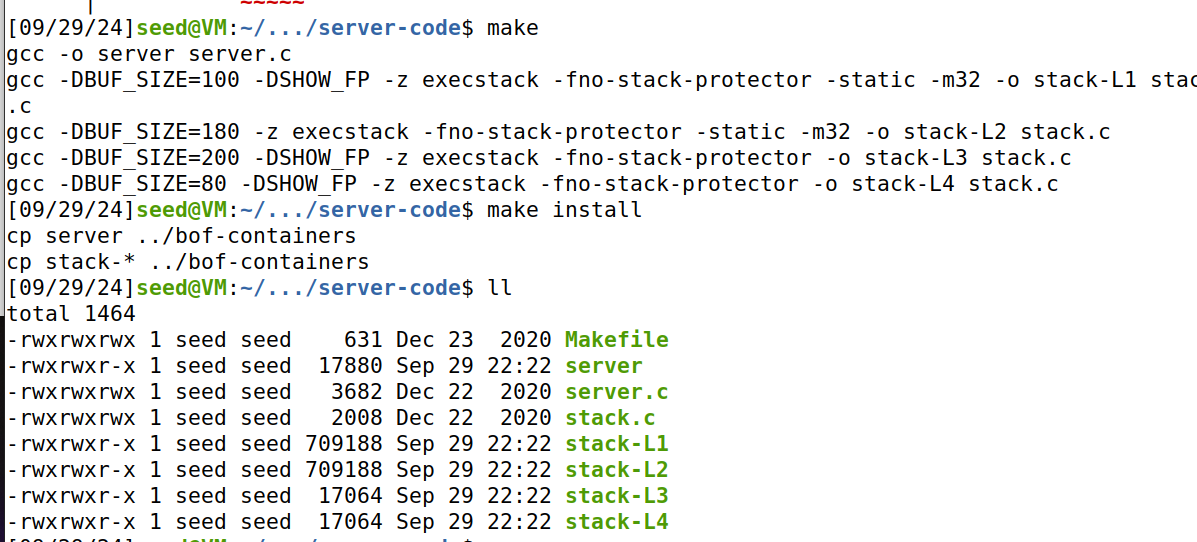 [09/29/24]seed@VM:~/.../server-code$ make
gcc -o server server.c
gcc -DBUF_SIZE=100 -DSHOW_FP -z execstack -fno-stack-protector -static -m32 -o stack-L1 stac
.c
gcc -DBUF_SIZE=180 -z execstack -fno-stack-protector -static -m32 -o stack-L2 stack.c
gcc -DBUF_SIZE=200 -DSHOW_FP -z execstack -fno-stack-protector -o stack-L3 stack.c
gcc -DBUF_SIZE=80 -DSHOW_FP -z execstack -fno-stack-protector -o stack-L4 stack.c
[09/29/24]seed@VM:~/.../server-code$ make install
cp server ../bof-containers
cp stack-* ../bof-containers
[09/29/24]seed@VM:~/.../server-code$ ll
total 1464
-rwxrwxrwx 1 seed seed    631 Dec 23  2020 Makefile
-rwxrwxr-x 1 seed seed  17880 Sep 29 22:22 server
-rwxrwxrwx 1 seed seed   3682 Dec 22  2020 server.c
-rwxrwxrwx 1 seed seed   2008 Dec 22  2020 stack.c
-rwxrwxr-x 1 seed seed 709188 Sep 29 22:22 stack-L1
-rwxrwxr-x 1 seed seed 709188 Sep 29 22:22 stack-L2
-rwxrwxr-x 1 seed seed  17064 Sep 29 22:22 stack-L3
-rwxrwxr-x 1 seed seed  17064 Sep 29 22:22 stack-L4